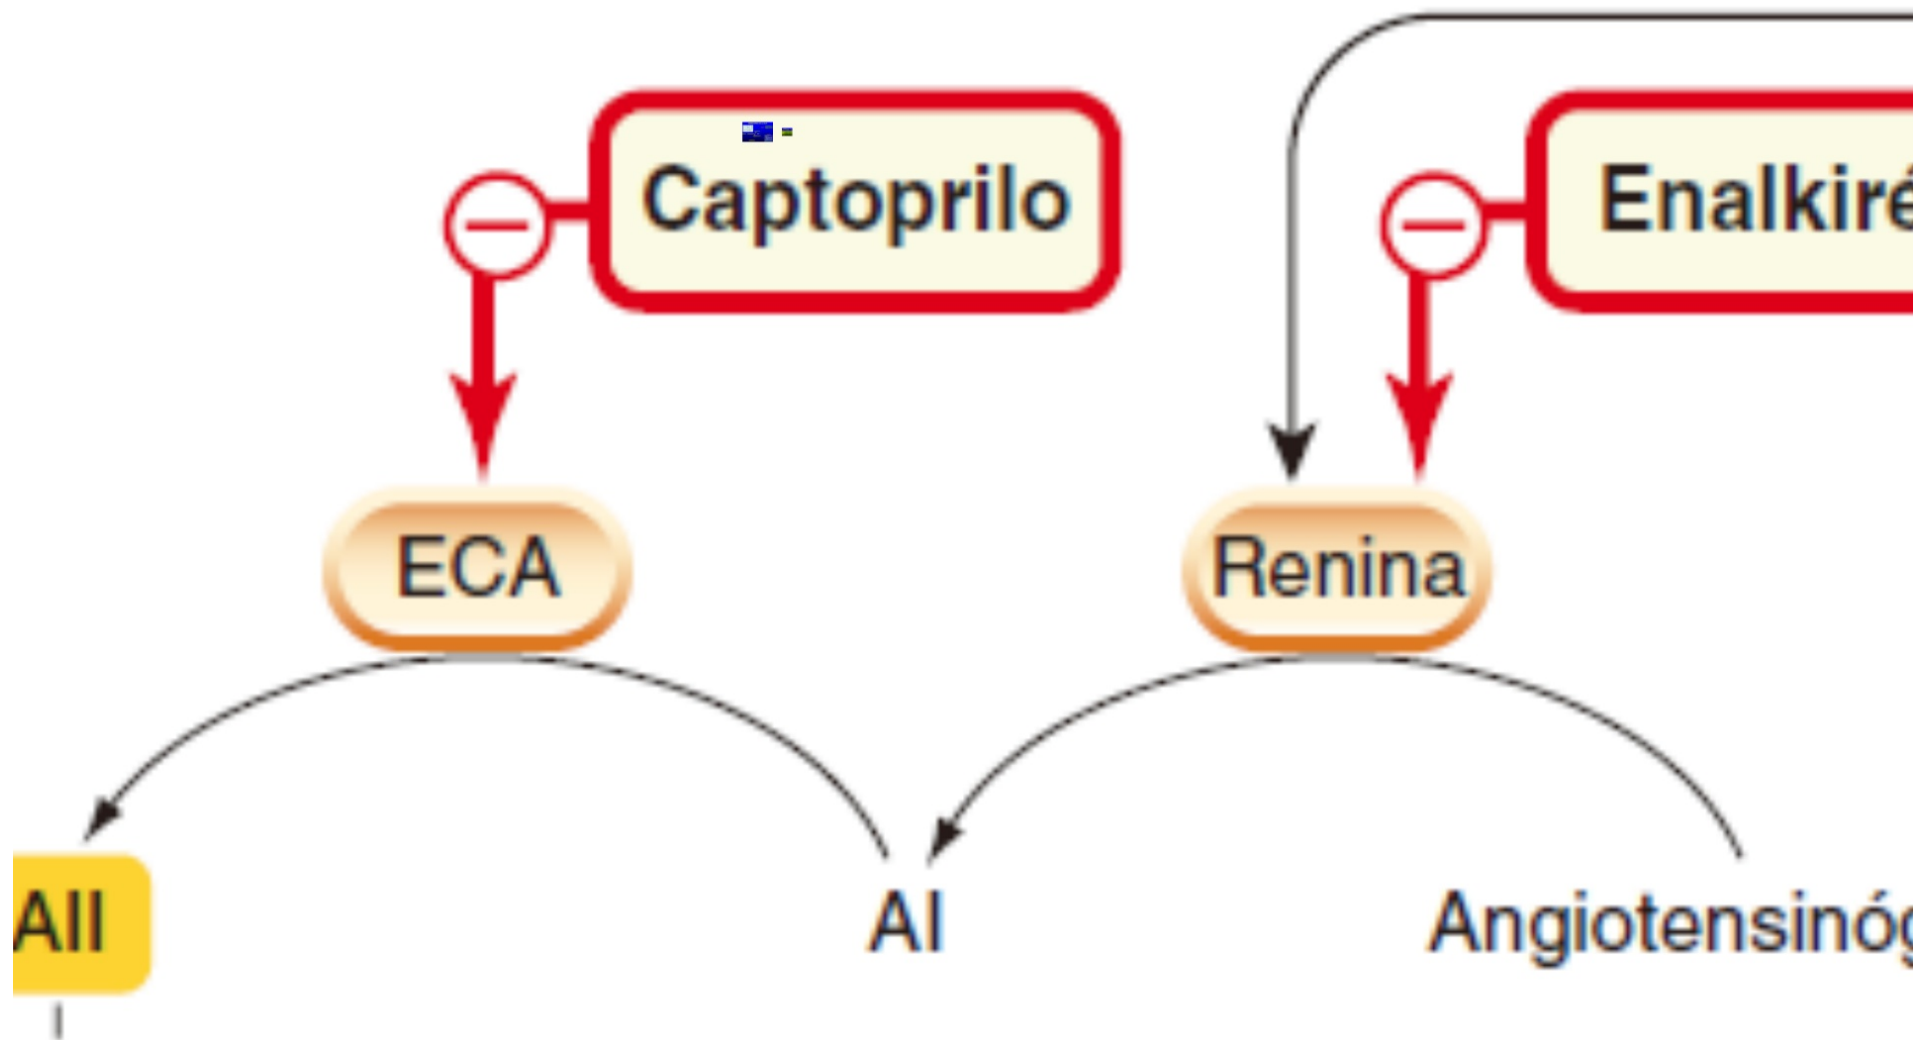 Captoprilo
Enalkiré
ECA
Renina
AII
AI
Angiotensinóg